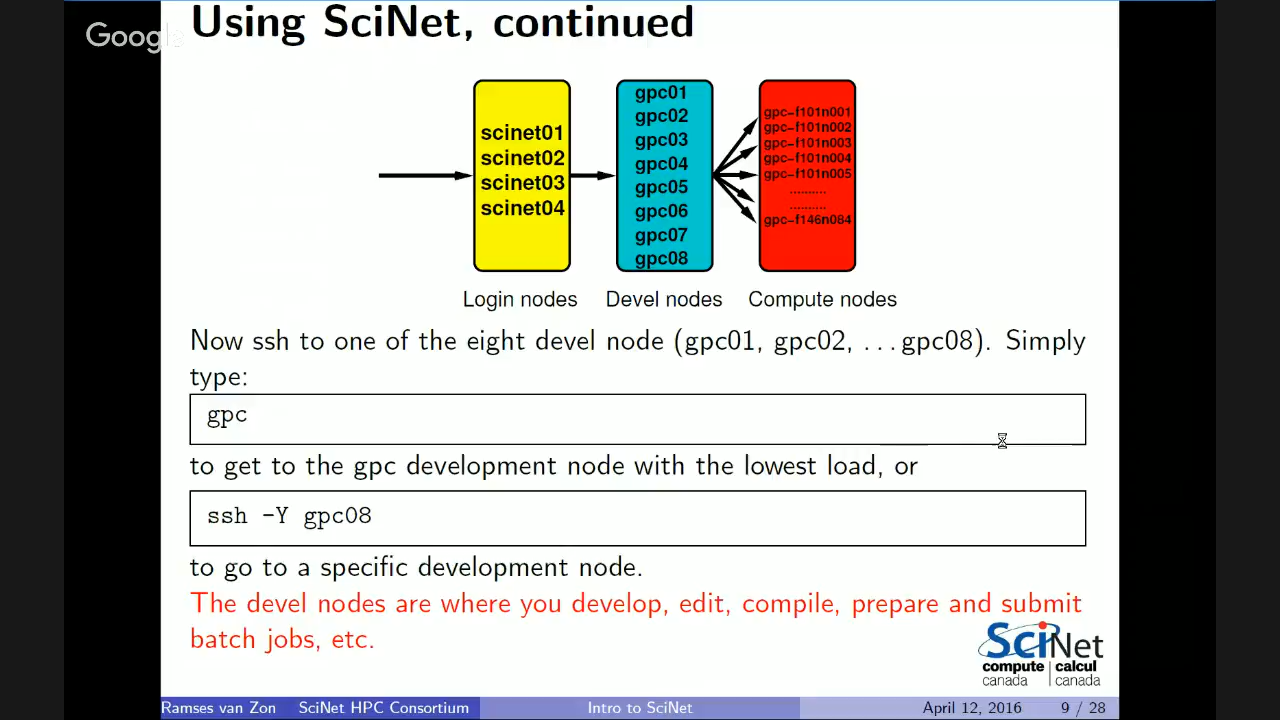 Using SciNet, continued
Google
scinet01
scinet02
scinet03
scinet04
gpc01
gpc02
gpc03
gpc04
gpc05
gpc06
gpc07
gpc08
gpc-f101n001
gpc-f101n002
gpc-f101n003
gpc-f101n004
gpc-f101n005
..........
..........
gpc-f146n084
Login nodes
Devel nodes
Compute nodes
Now ssh to one of the eight devel node (gpc01, gpc02, ...gpc08). Simply
type:
gpc
to get to the gpc development node with the lowest load, or
ssh -Y gpc08
to go to a specific development node.
The devel nodes are where you develop, edit, compile, prepare and submit
batch jobs, etc.
SciNet
compute | calcul
canada | canada
Ramses van Zon SciNet HPC Consortium
Intro to SciNet
April 12, 2016
9 / 28